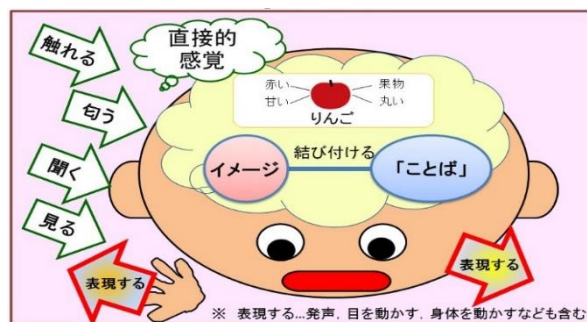 触れる
匂う
聞く
見る
直接的
感覚
赤い
甘い
果物
丸い
りんご
イメージ
結び付ける
「ことば」
表現する
表現する
※ 表現する…発声，目を動かす，身体を動かすなども含む